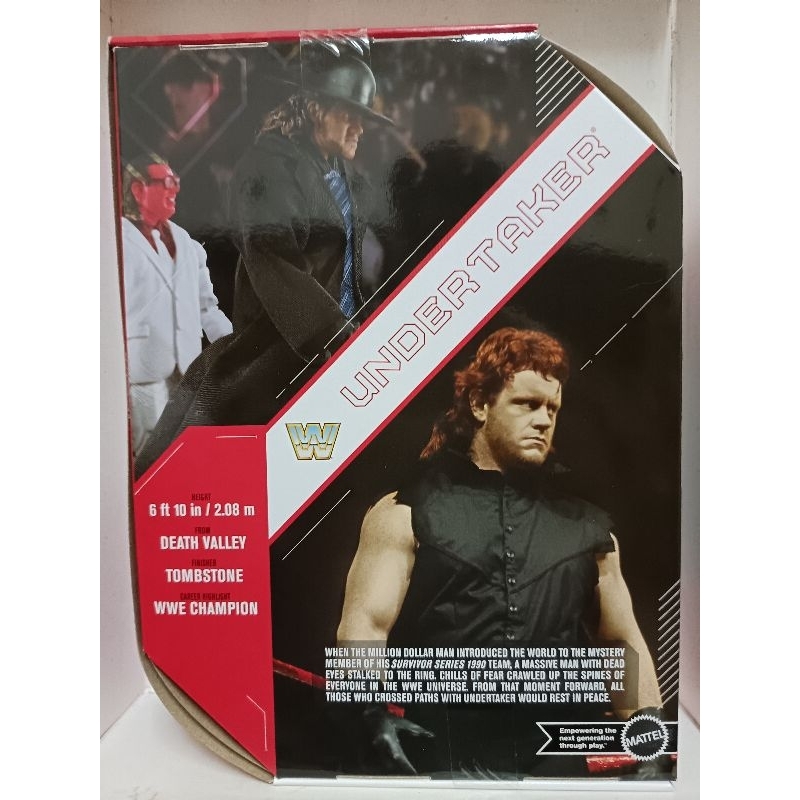 UNDERTAKER®
W
HEIGHT
6 ft 10 in / 2.08 m
FROM
DEATH VALLEY
FINISHER
TOMBSTONE
CAREER HIGHLIGHT
WWE CHAMPION
WHEN THE MILLION DOLLAR MAN INTRODUCED THE WORLD TO THE MYSTERY
MEMBER OF HIS SURVIVOR SERIES 1990 TEAM, A MASSIVE MAN WITH DEAD
EYES STALKED TO THE RING. CHILLS OF FEAR CRAWLED UP THE SPINES OF
EVERYONE IN THE WWE UNIVERSE. FROM THAT MOMENT FORWARD, ALL
THOSE WHO CROSSED PATHS WITH UNDERTAKER WOULD REST IN PEACE.
Empowering the
next generation
through play.™
MATTEL